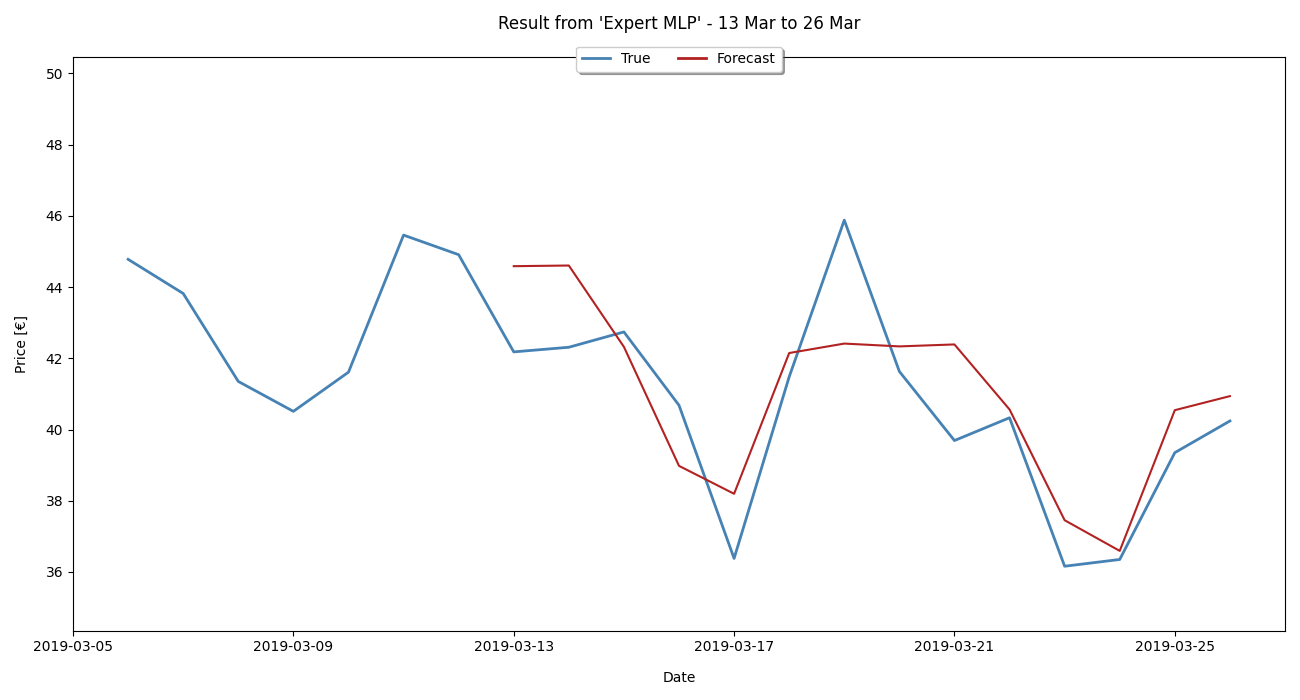 Result from 'Expert MLP' - 13 Mar to 26 Mar
True Forecast
50
48
46
44
42
40
38
36
Price [€]
2019-03-05 2019-03-09 2019-03-13 2019-03-17 2019-03-21 2019-03-25
Date